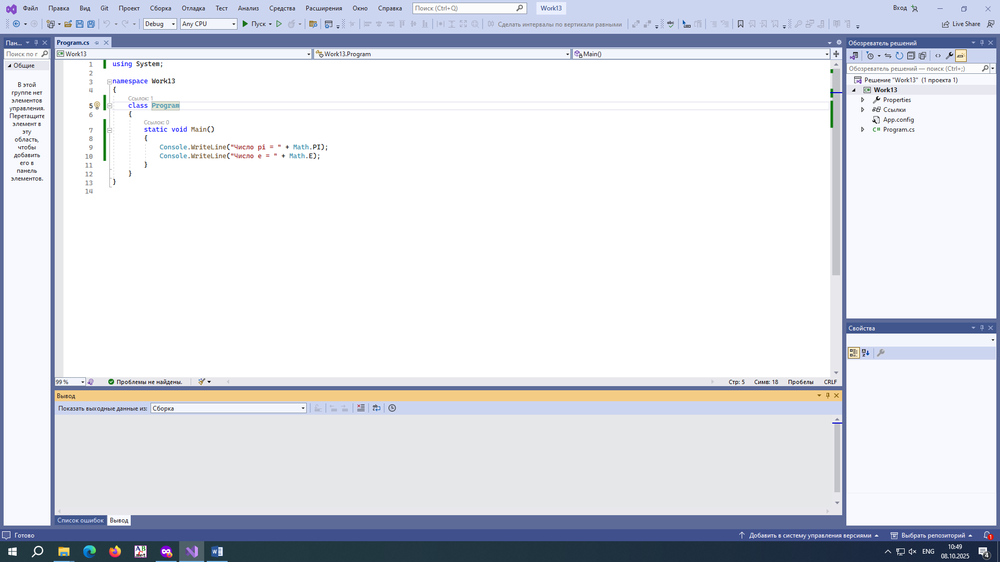 Файл Правка Вид Git Проект Сборка Отладка Тест Анализ Средства Расширения Окно Справка Поиск (Ctrl+Q) Work13 Вход
Debug Any CPU Пуск Сделать интервалы по вертикали равными Live Share
Пан...
Поиск по г
Общие
В этой
группе нет
элементов
управления.
Перетащите
элемент в
эту
область,
чтобы
добавить
его в
панель
элементов.
Program.cs
Work13 Work13.Program Main()
1 using System;
2
3 namespace Work13
4 {
Ссылок: 1
5 class Program
6 {
Ссылок: 0
7 static void Main()
8 {
9 Console.WriteLine("Число pi = " + Math.PI);
10 Console.WriteLine("Число e = " + Math.E);
11 }
12 }
13 }
14
99 % Проблемы не найдены. Стр: 5 Симв: 18 Пробелы CRLF
Вывод
Показать выходные данные из: Сборка
Список ошибок Вывод
Обозреватель решений
Обозреватель решений — поиск (Ctrl+;)
Решение "Work13" (1 проекта 1)
C# Work13
Properties
Ссылки
App.config
C# Program.cs
Свойства
Готово Добавить в систему управления версиями Выбрать репозиторий 1
AB C .net ENG 10:49
08.10.2025 4